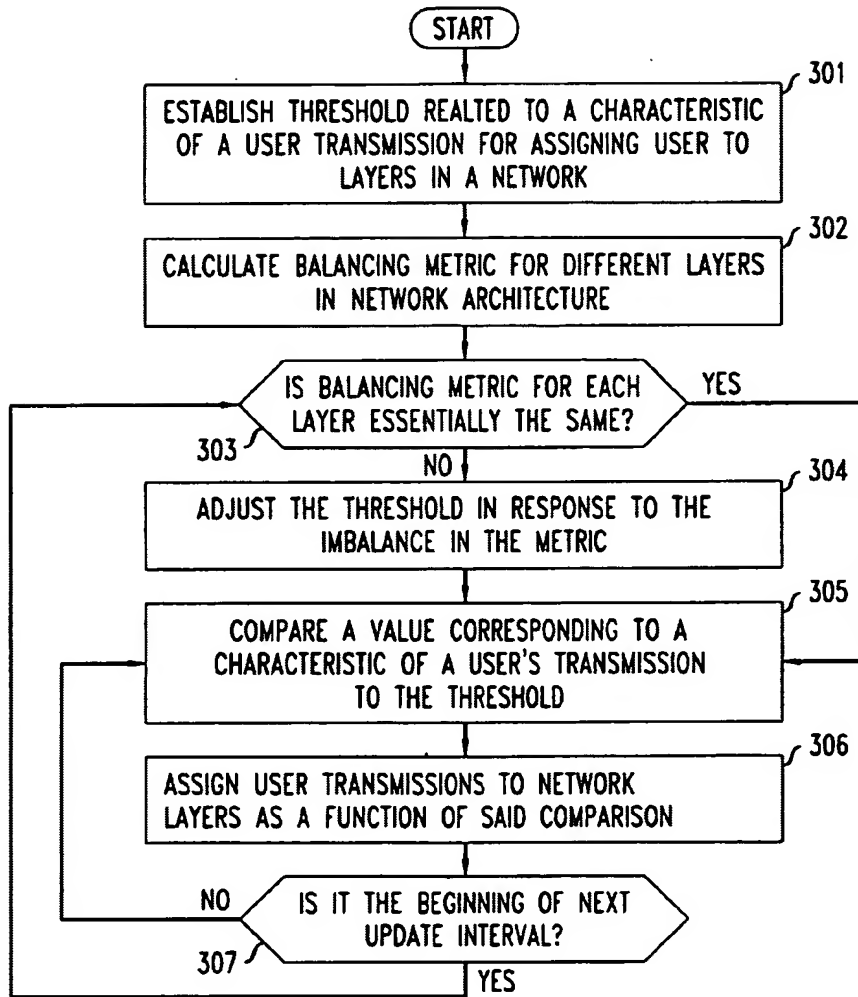 START
301
ESTABLISH THRESHOLD REALTED TO A CHARACTERISTIC
OF A USER TRANSMISSION FOR ASSIGNING USER TO
LAYERS IN A NETWORK
302
CALCULATE BALANCING METRIC FOR DIFFERENT LAYERS
IN NETWORK ARCHITECTURE
IS BALANCING METRIC FOR EACH
LAYER ESSENTIALLY THE SAME?
YES
303
NO
304
ADJUST THE THRESHOLD IN RESPONSE TO THE
IMBALANCE IN THE METRIC
305
COMPARE A VALUE CORRESPONDING TO A
CHARACTERISTIC OF A USER'S TRANSMISSION
TO THE THRESHOLD
306
ASSIGN USER TRANSMISSIONS TO NETWORK
LAYERS AS A FUNCTION OF SAID COMPARISON
NO
IS IT THE BEGINNING OF NEXT
UPDATE INTERVAL?
307
YES